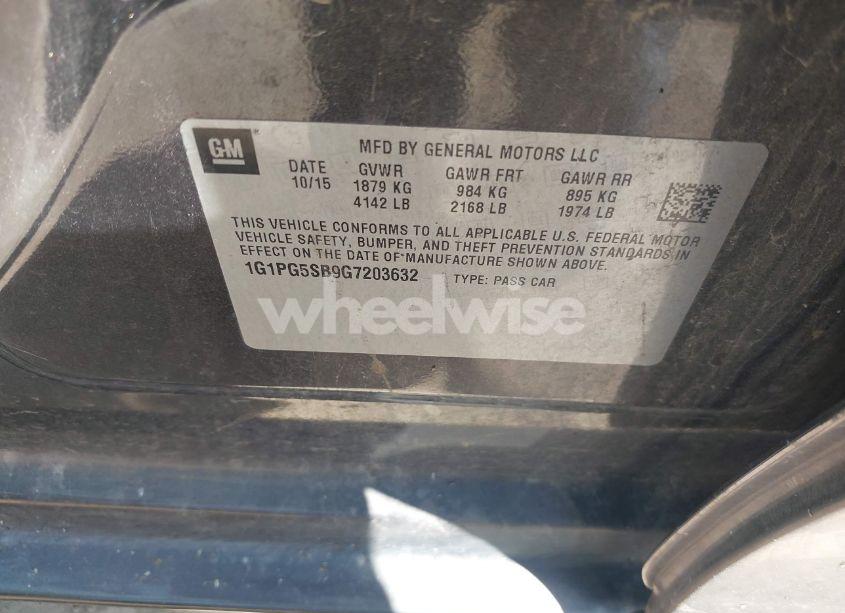 GM
MFD BY GENERAL MOTORS LLC
DATE GVWR GAWR FRT GAWR RR
10/15 1879 KG 984 KG 895 KG
4142 LB 2168 LB 1974 LB
THIS VEHICLE CONFORMS TO ALL APPLICABLE U.S. FEDERAL MOTOR
VEHICLE SAFETY, BUMPER, AND THEFT PREVENTION STANDARDS IN
EFFECT ON THE DATE OF MANUFACTURE SHOWN ABOVE.
*1G1PG5SB9G7203632* TYPE: PASS CAR
wheelwise